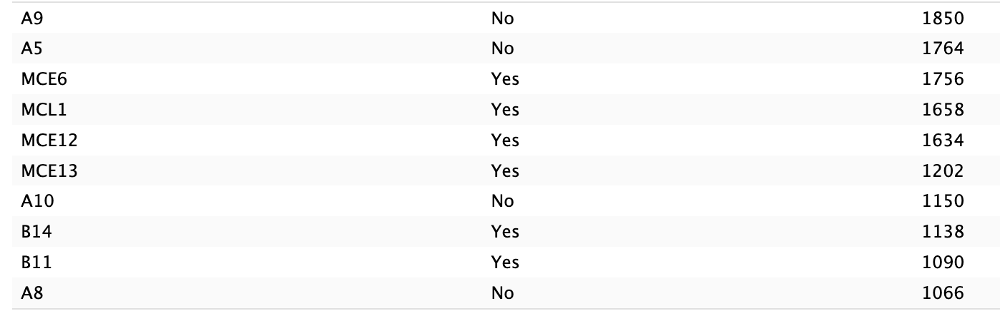 A9 No 1850
A5 No 1764
MCE6 Yes 1756
MCL1 Yes 1658
MCE12 Yes 1634
MCE13 Yes 1202
A10 No 1150
B14 Yes 1138
B11 Yes 1090
A8 No 1066